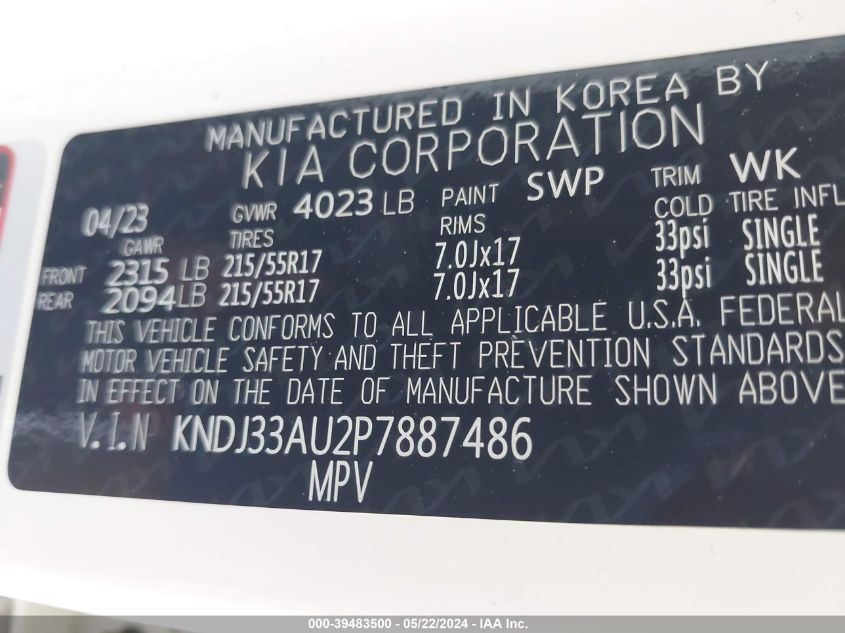 MANUFACTURED IN KOREA BY
KIA CORPORATION
04/23 GVWR 4023 LB PAINT SWP TRIM WK
GAWR TIRES RIMS COLD TIRE INFL
FRONT 2315 LB 215/55R17 7.0Jx17 33psi SINGLE
REAR 2094 LB 215/55R17 7.0Jx17 33psi SINGLE
THIS VEHICLE CONFORMS TO ALL APPLICABLE U.S.A. FEDERAL
MOTOR VEHICLE SAFETY AND THEFT PREVENTION STANDARDS
IN EFFECT ON THE DATE OF MANUFACTURE SHOWN ABOVE
V.I.N KNDJ33AU2P7887486
MPV
000-39483500 - 05/22/2024 - IAAI.COM